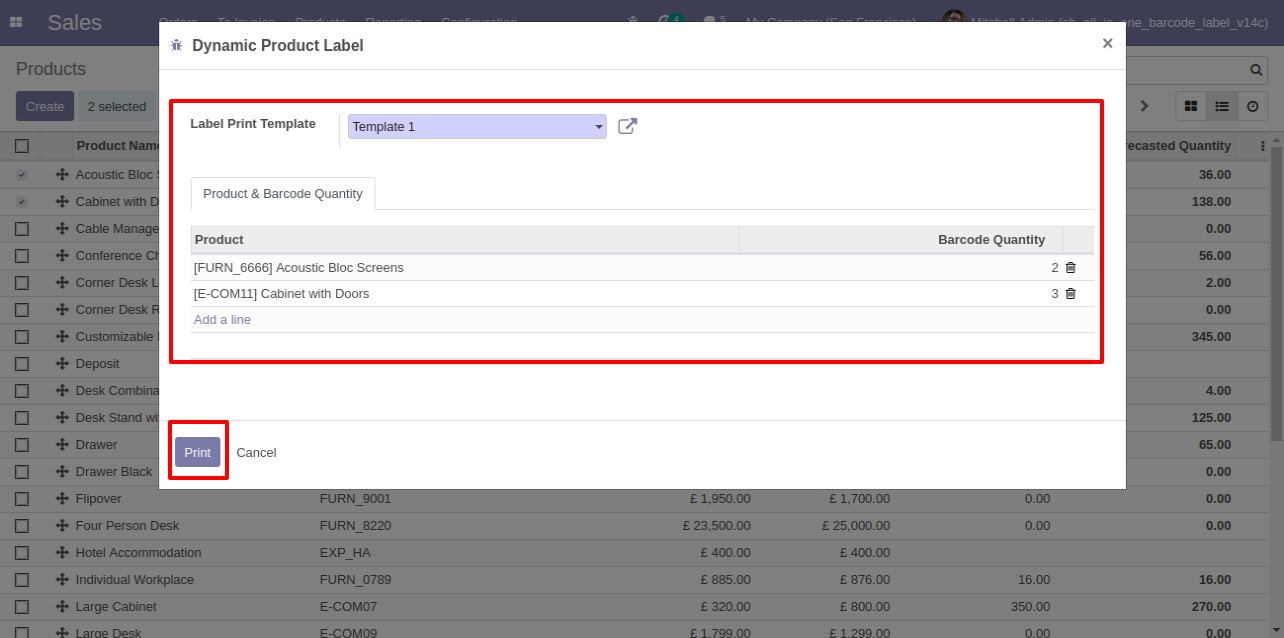 Sales Orders To Invoice Products Reporting Configuration 4 5 My Company (San Francisco) Mitchell Admin (sh_all_in_one_barcode_label_v14c)
Dynamic Product Label ×
Products
Create 2 selected
Label Print Template Template 1
Product & Barcode Quantity
Product Barcode Quantity
[FURN_6666] Acoustic Bloc Screens 2
[E-COM11] Cabinet with Doors 3
Add a line
Print Cancel
Product Name Forecasted Quantity
Acoustic Bloc S 36.00
Cabinet with D 138.00
Cable Manage 0.00
Conference Ch 56.00
Corner Desk L 2.00
Corner Desk R 0.00
Customizable 345.00
Deposit
Desk Combina 4.00
Desk Stand wi 125.00
Drawer 65.00
Drawer Black 0.00
Flipover FURN_9001 £ 1,950.00 £ 1,700.00 0.00 0.00
Four Person Desk FURN_8220 £ 23,500.00 £ 25,000.00 0.00 0.00
Hotel Accommodation EXP_HA £ 400.00 £ 400.00
Individual Workplace FURN_0789 £ 885.00 £ 876.00 16.00 16.00
Large Cabinet E-COM07 £ 320.00 £ 800.00 350.00 270.00
Large Desk E-COM09 £ 1,799.00 £ 1,299.00 0.00 0.00